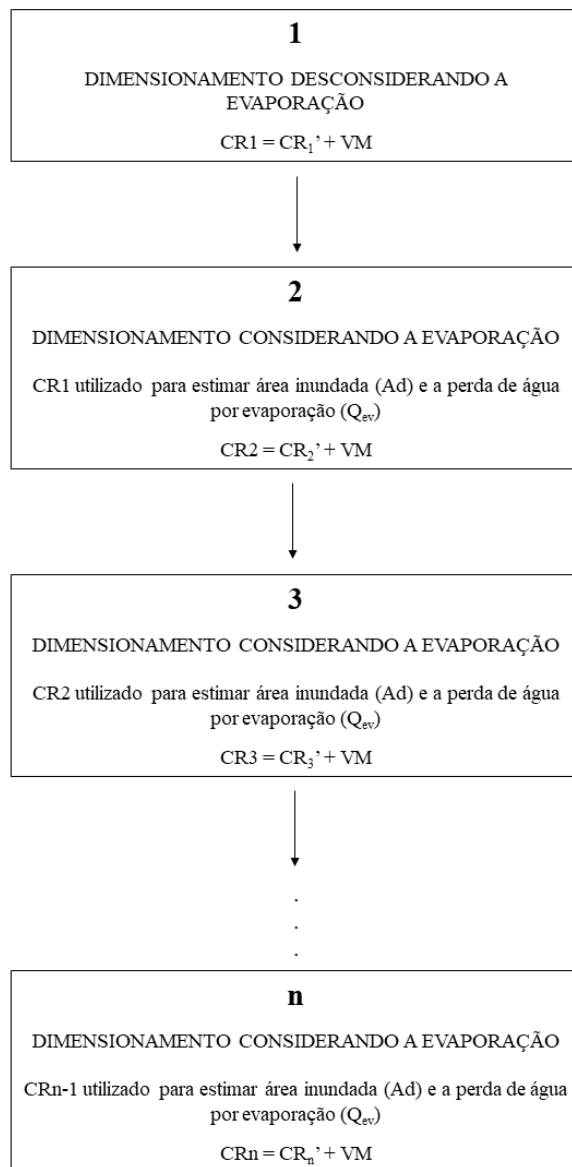 1
DIMENSIONAMENTO DESCONSIDERANDO A
EVAPORAÇÃO
CR1 = CR₁’ + VM
2
DIMENSIONAMENTO CONSIDERANDO A EVAPORAÇÃO
CR1 utilizado para estimar área inundada (Ad) e a perda de água
por evaporação (Qₑᵥ)
CR2 = CR₂’ + VM
3
DIMENSIONAMENTO CONSIDERANDO A EVAPORAÇÃO
CR2 utilizado para estimar área inundada (Ad) e a perda de água
por evaporação (Qₑᵥ)
CR3 = CR₃’ + VM
.
.
.
n
DIMENSIONAMENTO CONSIDERANDO A EVAPORAÇÃO
CRn-1 utilizado para estimar área inundada (Ad) e a perda de água
por evaporação (Qₑᵥ)
CRn = CRₙ’ + VM